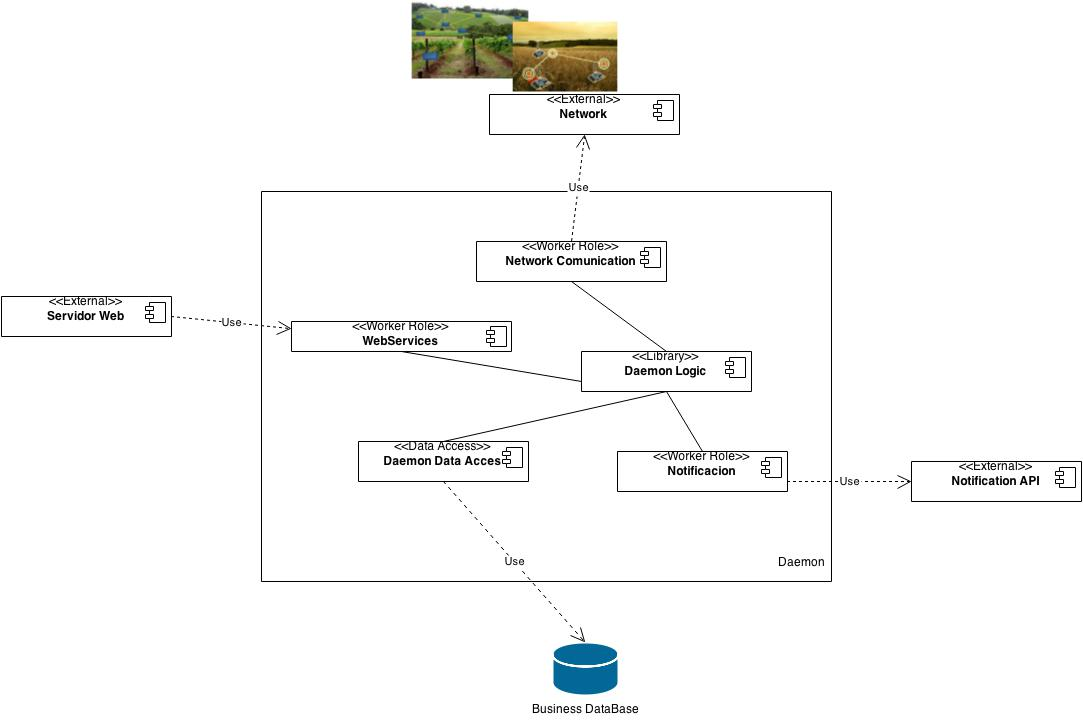 <<External>>
Network
Use
<<Worker Role>>
Network Comunication
<<External>>
Servidor Web
Use
<<Worker Role>>
WebServices
<<Library>>
Daemon Logic
<<Data Access>>
Daemon Data Acces
<<Worker Role>>
Notificacion
Use
<<External>>
Notification API
Use
Daemon
Business DataBase